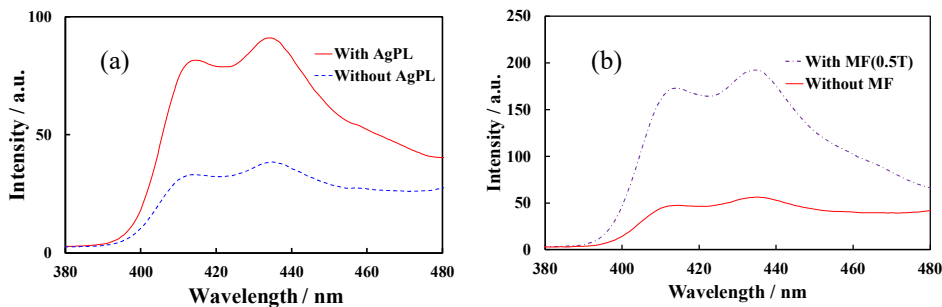 100
(a)
With AgPL
Without AgPL
50
0
Intensity / a.u.
380 400 420 440 460 480
Wavelength / nm
250
(b)
200
With MF(0.5T)
Without MF
150
100
50
0
Intensity / a.u.
380 400 420 440 460 480
Wavelength / nm